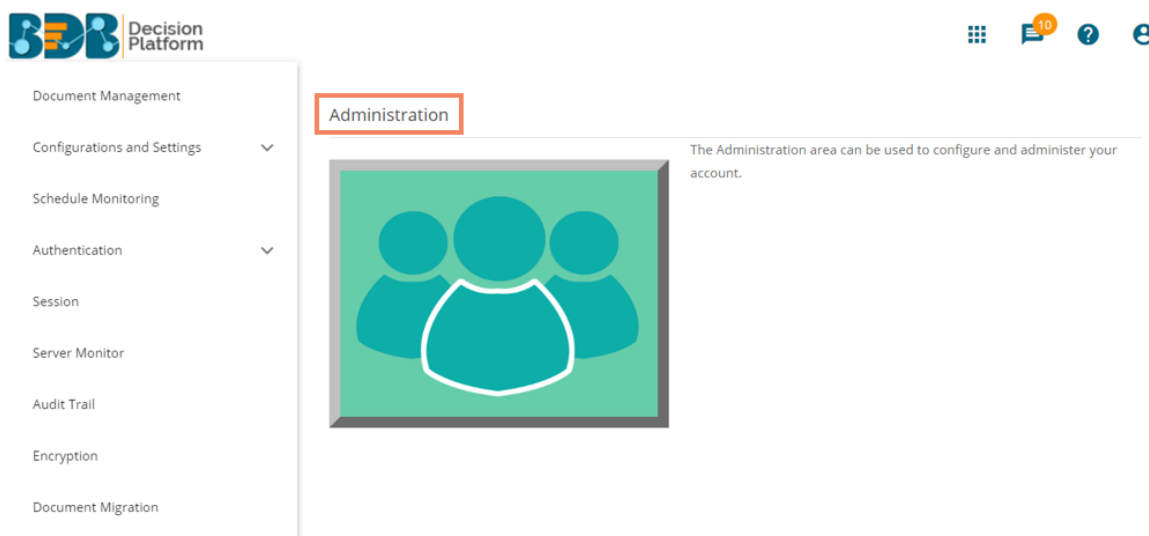 BDB Decision
Platform
10
Document Management
Configurations and Settings
Schedule Monitoring
Authentication
Session
Server Monitor
Audit Trail
Encryption
Document Migration
Administration
The Administration area can be used to configure and administer your
account.